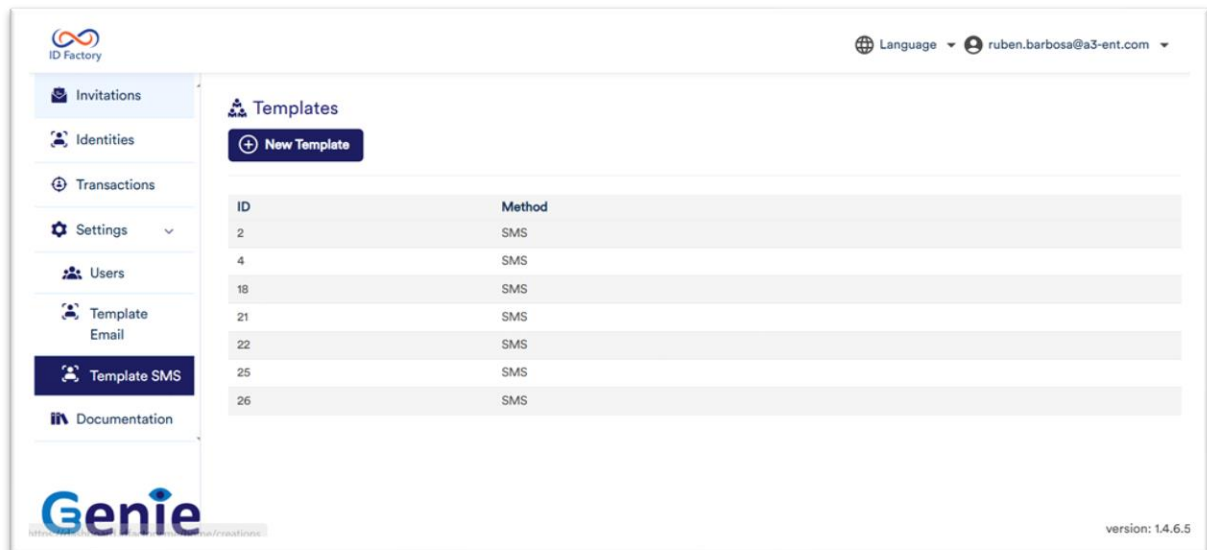 ID Factory
Language ruben.barbosa@a3-ent.com
Invitations
Identities
Transactions
Settings
Users
Template
Email
Template SMS
Documentation
Templates
New Template
ID Method
2 SMS
4 SMS
18 SMS
21 SMS
22 SMS
25 SMS
26 SMS
Genie
version: 1.4.6.5